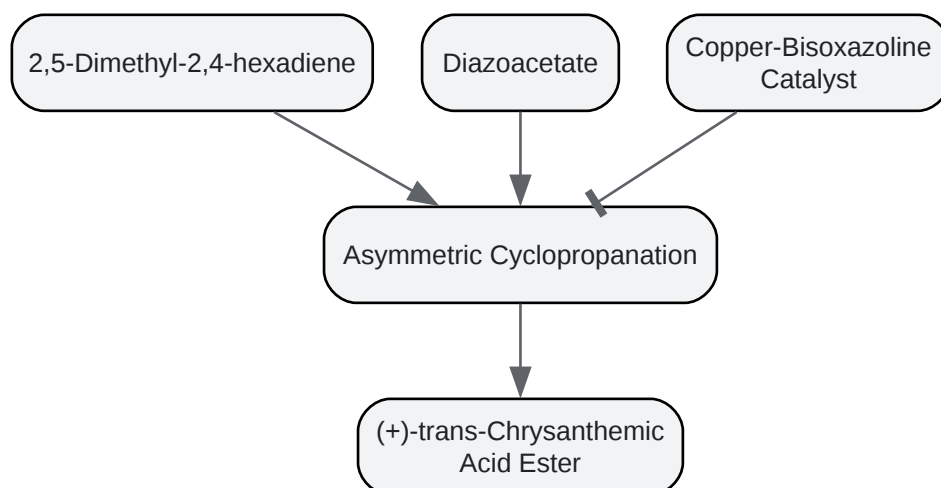 2,5-Dimethyl-2,4-hexadiene
Diazoacetate
Copper-Bisoxazoline
Catalyst
Asymmetric Cyclopropanation
(+)-trans-Chrysanthemic
Acid Ester